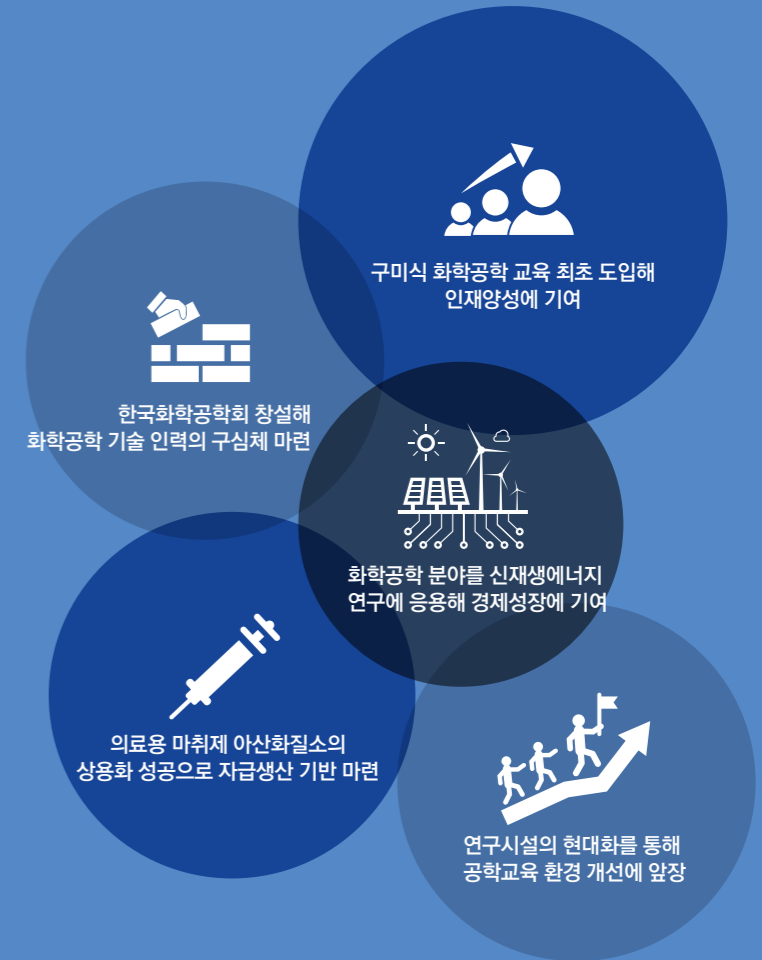 구미식 화학공학 교육 최초 도입해
인재양성에 기여
한국화학공학회 창설해
화학공학 기술 인력의 구심체 마련
화학공학 분야를 신재생에너지
연구에 응용해 경제성장에 기여
의료용 마취제 아산화질소의
상용화 성공으로 자급생산 기반 마련
연구시설의 현대화를 통해
공학교육 환경 개선에 앞장